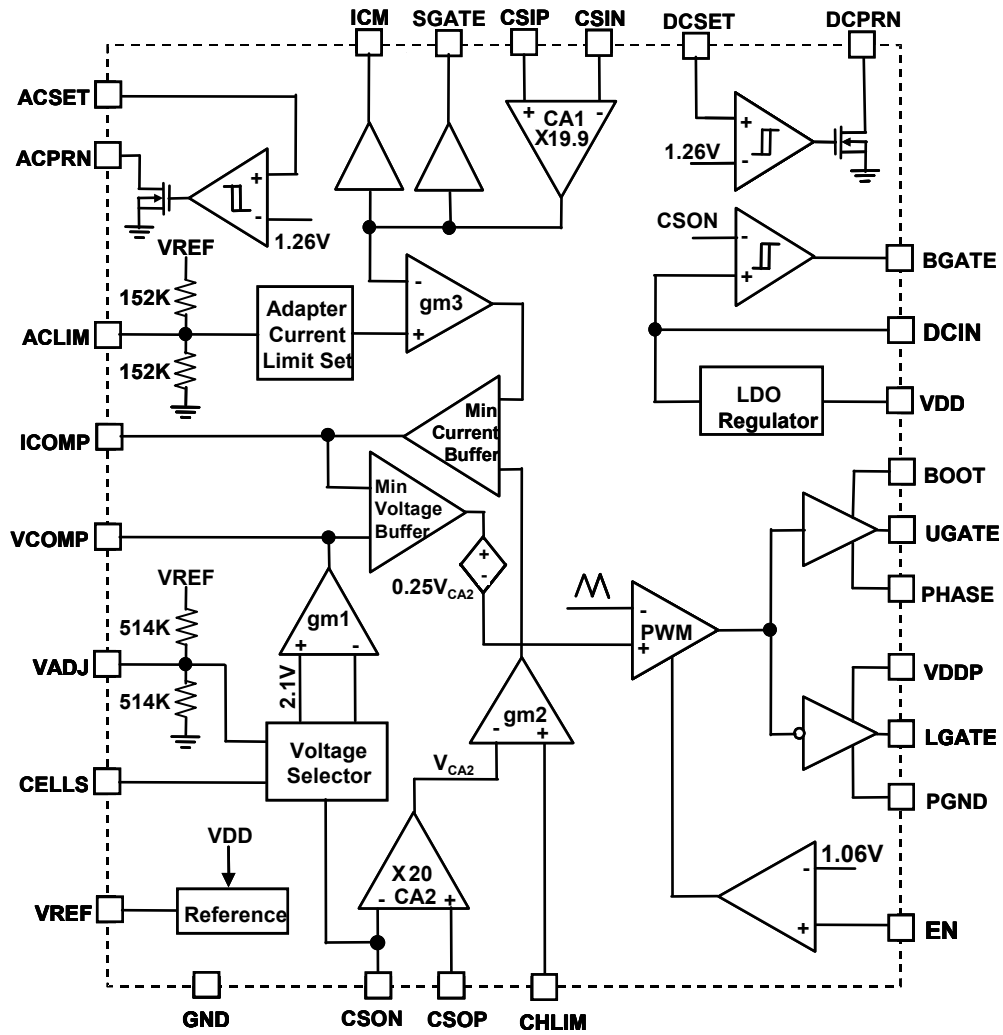 ICM
SGATE
CSIP
CSIN
DCSET
DCPRN
ACSET
ACPRN
+
-
1.26V
+
CA1
-
X19.9
+
1.26V
-
VREF
152K
ACLIM
152K
Adapter
Current
Limit Set
-
gm3
+
CSON
-
+
BGATE
DCIN
LDO
Regulator
VDD
ICOMP
Min
Current
Buffer
Min
Voltage
Buffer
VCOMP
+
-
0.25VCA2
BOOT
UGATE
PHASE
-
PWM
+
VREF
514K
VADJ
514K
gm1
+
-
2.1V
Voltage
Selector
CELLS
gm2
-
+
VCA2
VDDP
LGATE
PGND
X20
CA2
-
+
VDD
VREF
Reference
1.06V
-
+
EN
GND
CSON
CSOP
CHLIM